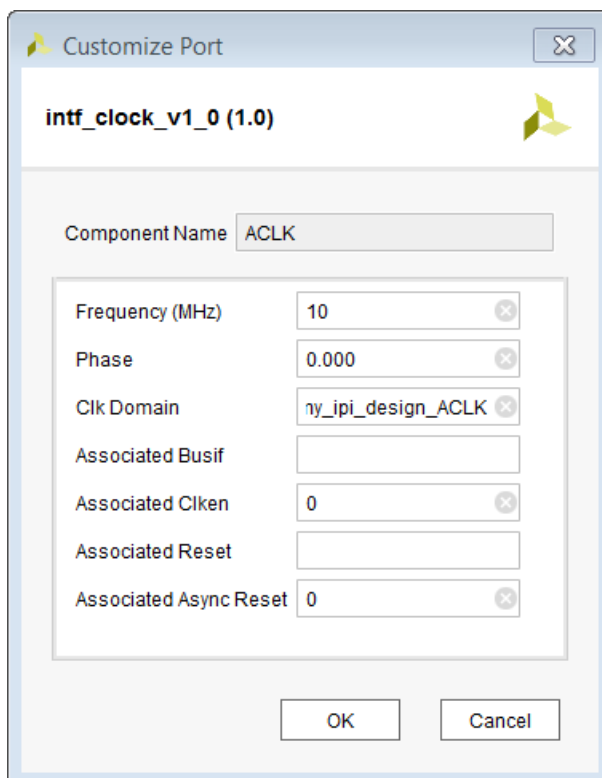 Customize Port
intf_clock_v1_0 (1.0)
Component Name ACLK
Frequency (MHz) 10
Phase 0.000
Clk Domain ny_ipi_design_ACLK
Associated Busif
Associated Clken 0
Associated Reset
Associated Async Reset 0
OK Cancel